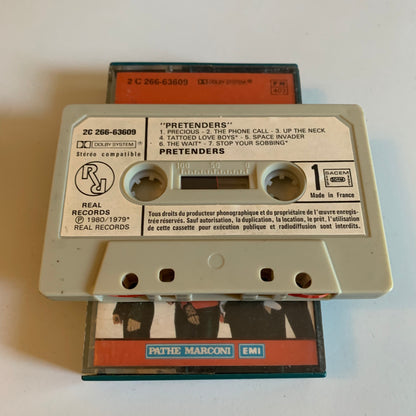 2 C 266-63609 DOLBY SYSTEM
2C 266-63609
DOLBY SYSTEM
Stéréo compatible
"PRETENDERS"
1. PRECIOUS - 2. THE PHONE CALL - 3. UP THE NECK
4. TATTOED LOVE BOYS* - 5. SPACE INVADER
6. THE WAIT* - 7. STOP YOUR SOBBING*
PRETENDERS
100 50 0
REAL
RECORDS
Ⓟ 1980/1979*
REAL RECORDS
1
SACEM
Made in France
Tous droits du producteur phonographique et du propriétaire de l'œuvre enregis-
trée réservés. Sauf autorisation, la duplication, la location, le prêt, l'utilisation
de cette cassette pour exécution publique et radiodiffusion sont interdits.
PATHE MARCONI EMI